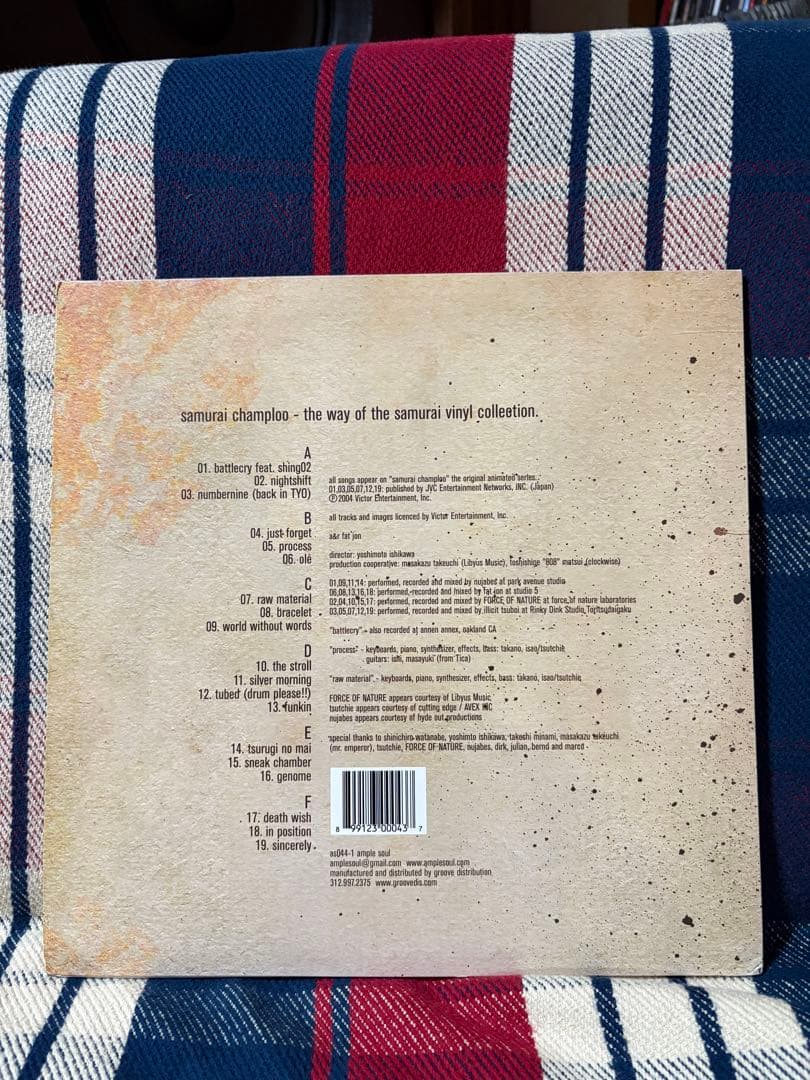 samurai champloo - the way of the samurai vinyl collection.
A
01. battlecry feat. shing02
02. nightshift
03. numbernine (back in TYO)
B
04. just forget
05. process
06. olé
C
07. raw material
08. bracelet
09. world without words
D
10. the stroll
11. silver morning
12. tubed (drum please!!)
13. funkin
E
14. tsurugi no mai
15. sneak chamber
16. genome
F
17. death wish
18. in position
19. sincerely
all songs appear on "samurai champloo" the original animated series.
01,03,05,07,12,19: published by JVC Entertainment Networks, INC. (Japan)
Ⓟ2004 Victor Entertainment, Inc.
all tracks and images licenced by Victor Entertainment, Inc.
a&r fat jon
director: yoshimoto ishikawa
production cooperative: masakazu takeuchi (Libyus Music), toshishige "808" matsui (clockwise)
01,09,11,14: performed, recorded and mixed by nujabes at park avenue studio
06,08,13,16,18: performed, recorded and mixed by fat jon at studio 5
02,04,10,15,17: performed, recorded and mixed by FORCE OF NATURE at force of nature laboratories
03,05,07,12,19: performed, recorded and mixed by illicit tsuboi at Rinky Dink Studio, Toritsudaigaku
"battlecry" - also recorded at annen annex, oakland CA
"process" - keyboards, piano, synthesizer, effects, bass: takano, isao/tsutchie
guitars: ishi, masayuki (from Tica)
"raw material" - keyboards, piano, synthesizer, effects, bass: takano, isao/tsutchie
FORCE OF NATURE appears courtesy of Libyus Music
tsutchie appears courtesy of cutting edge / AVEX INC
nujabes appears courtesy of hyde out productions
special thanks to shinichiro watanabe, yoshimto ishikawa, takeshi minami, masakazu takeuchi
(mr. emperor), tsutchie, FORCE OF NATURE, nujabes, dirk, julian, bernd and marco
8 99123 00043 7
as044-1 ample soul
amplesoul@gmail.com www.amplesoul.com
manufactured and distributed by groove distribution
312.997.2375 www.groovedis.com